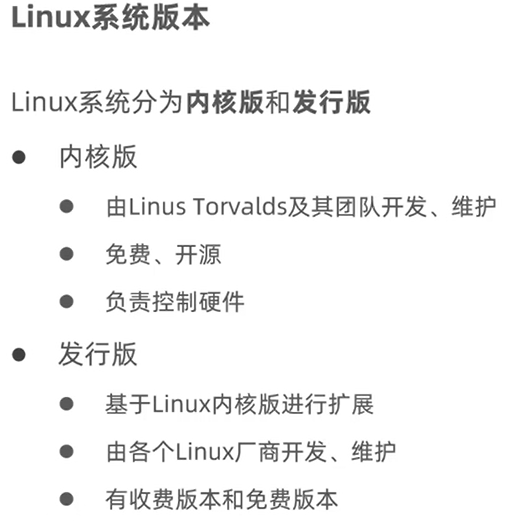 Linux系统版本
Linux系统分为内核版和发行版
● 内核版
● 由Linus Torvalds及其团队开发、维护
● 免费、开源
● 负责控制硬件
● 发行版
● 基于Linux内核版进行扩展
● 由各个Linux厂商开发、维护
● 有收费版本和免费版本